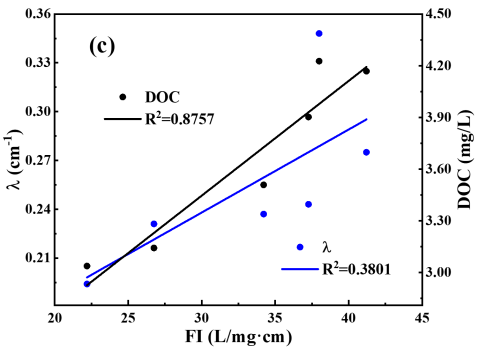 (c)
DOC
R²=0.8757
λ
R²=0.3801
0.36
0.33
0.30
0.27
0.24
0.21
λ (cm⁻¹)
4.50
4.20
3.90
3.60
3.30
3.00
DOC (mg/L)
20 25 30 35 40 45
FI (L/mg·cm)